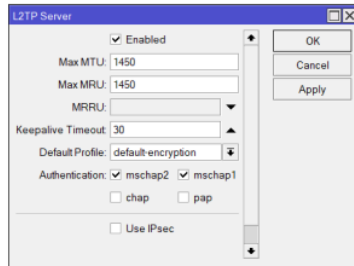 L2TP Server
Enabled
OK
Max MTU: 1450
Cancel
Max MRU: 1450
Apply
MRRU:
Keepalive Timeout: 30
Default Profile: default-encryption
Authentication: mschap2 mschap1
chap pap
Use IPsec